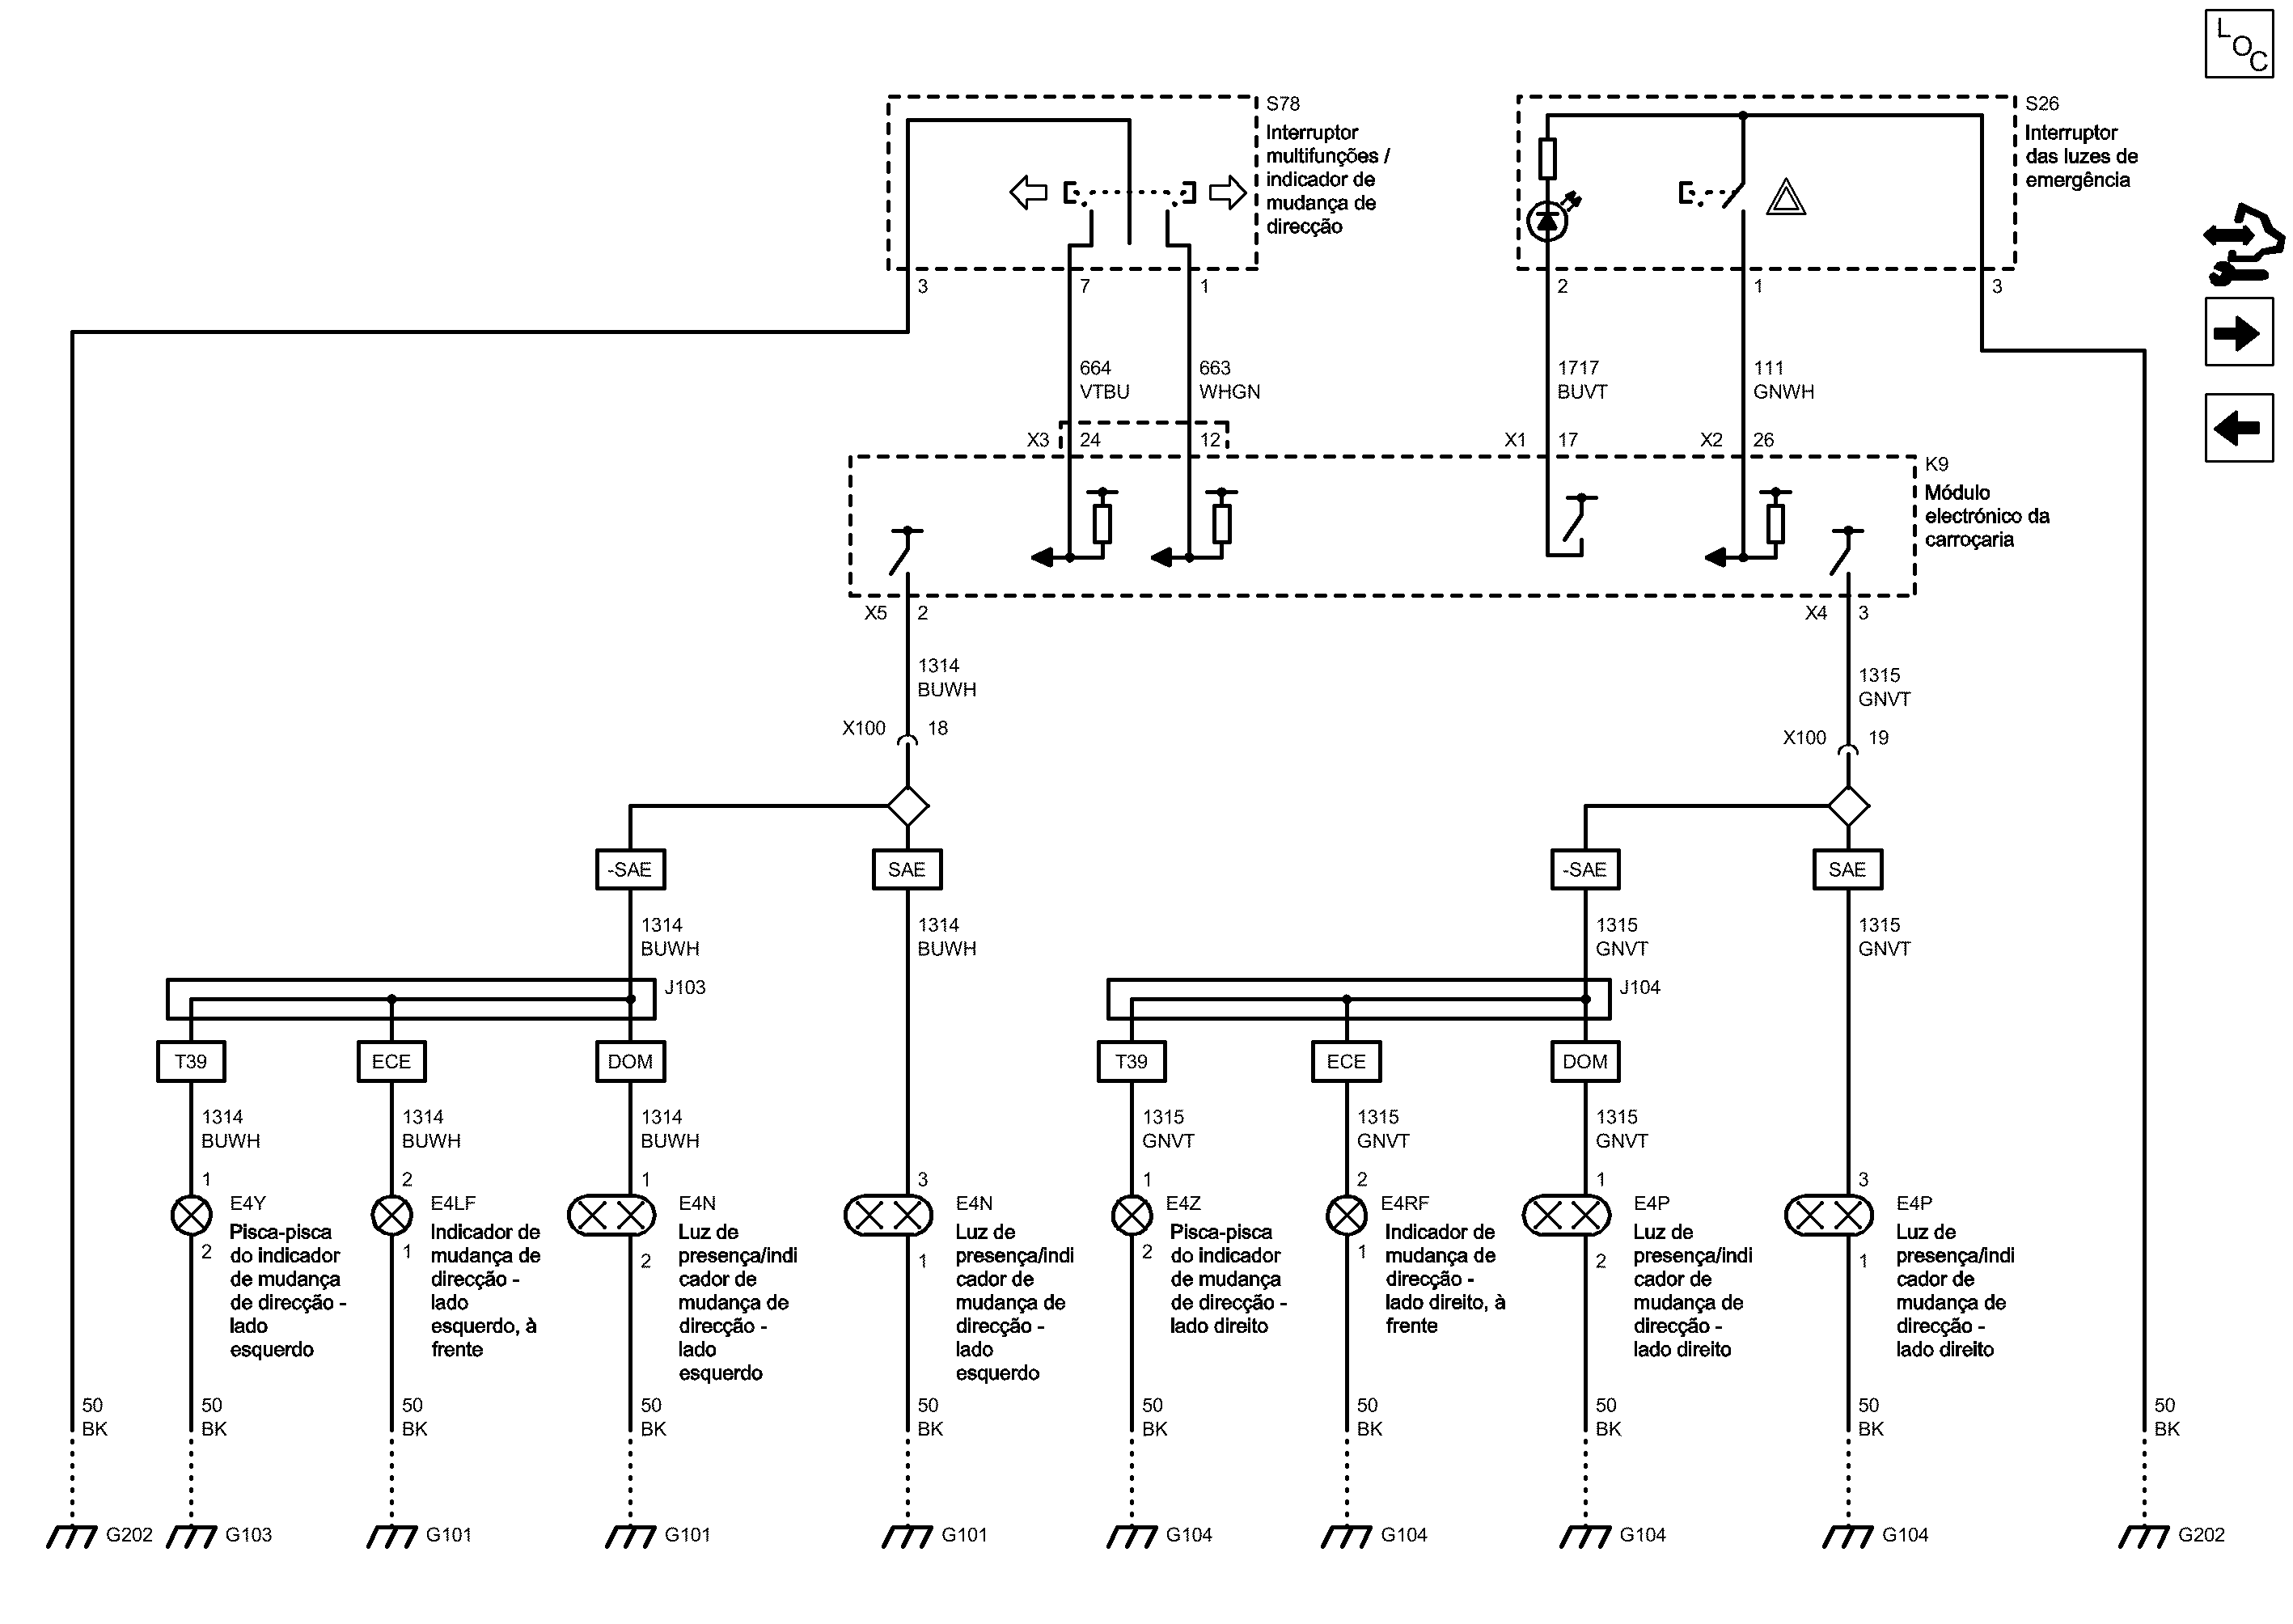 LOC
S78
Interruptor
multifunções /
indicador de
mudança de
direcção
S26
Interruptor
das luzes de
emergência
3
7
1
2
1
3
664
VTBU
663
WHGN
1717
BUVT
111
GNWH
X3
24
12
X1
17
X2
26
K9
Módulo
electrónico da
carroçaria
X5
2
X4
3
1314
BUWH
1315
GNVT
X100
18
X100
19
-SAE
SAE
-SAE
SAE
1314
BUWH
1314
BUWH
1315
GNVT
1315
GNVT
J103
J104
T39
ECE
DOM
T39
ECE
DOM
1314
BUWH
1314
BUWH
1314
BUWH
1315
GNVT
1315
GNVT
1315
GNVT
1
E4Y
Pisca-pisca
do indicador
de mudança
de direcção -
lado
esquerdo
2
2
E4LF
Indicador de
mudança de
direcção -
lado
esquerdo, à
frente
1
1
E4N
Luz de
presença/indi
cador de
mudança de
direcção -
lado
esquerdo
2
3
E4N
Luz de
presença/indi
cador de
mudança de
direcção -
lado
esquerdo
1
1
E4Z
Pisca-pisca
do indicador
de mudança
de direcção -
lado direito
2
2
E4RF
Indicador de
mudança de
direcção -
lado direito, à
frente
1
1
E4P
Luz de
presença/indi
cador de
mudança de
direcção -
lado direito
2
3
E4P
Luz de
presença/indi
cador de
mudança de
direcção -
lado direito
1
50
BK
50
BK
50
BK
50
BK
50
BK
50
BK
50
BK
50
BK
50
BK
50
BK
G202
G103
G101
G101
G101
G104
G104
G104
G104
G202